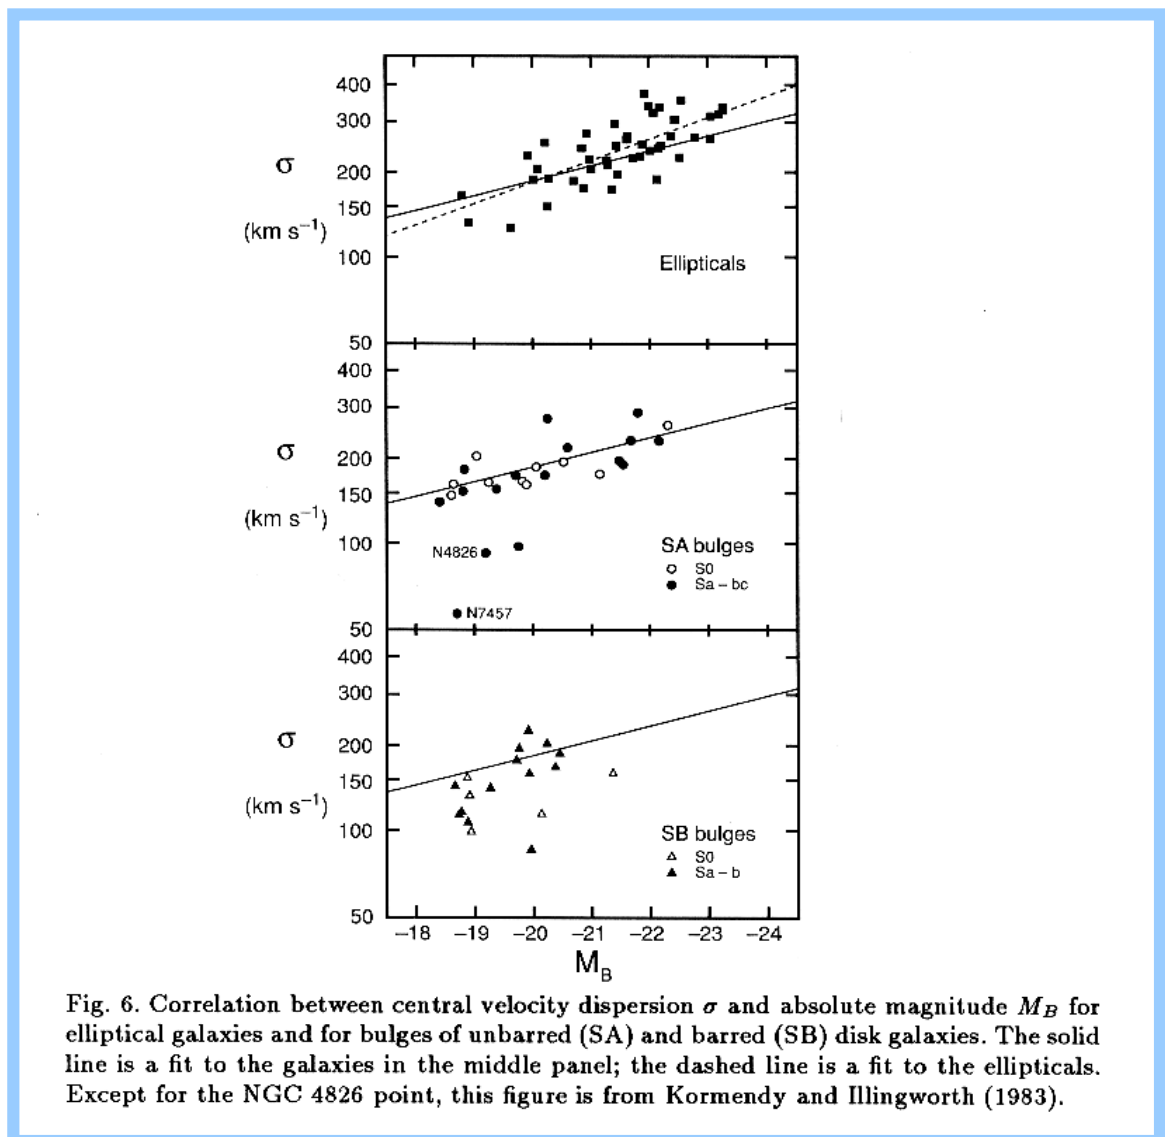 400
300
σ
200
150
(km s⁻¹)
100
Ellipticals
50
400
300
σ
200
150
(km s⁻¹)
100
N4826
SA bulges
S0
Sa – bc
N7457
50
400
300
σ
200
150
(km s⁻¹)
100
SB bulges
S0
Sa – b
50
–18 –19 –20 –21 –22 –23 –24
M_B
Fig. 6. Correlation between central velocity dispersion σ and absolute magnitude M_B for
elliptical galaxies and for bulges of unbarred (SA) and barred (SB) disk galaxies. The solid
line is a fit to the galaxies in the middle panel; the dashed line is a fit to the ellipticals.
Except for the NGC 4826 point, this figure is from Kormendy and Illingworth (1983).